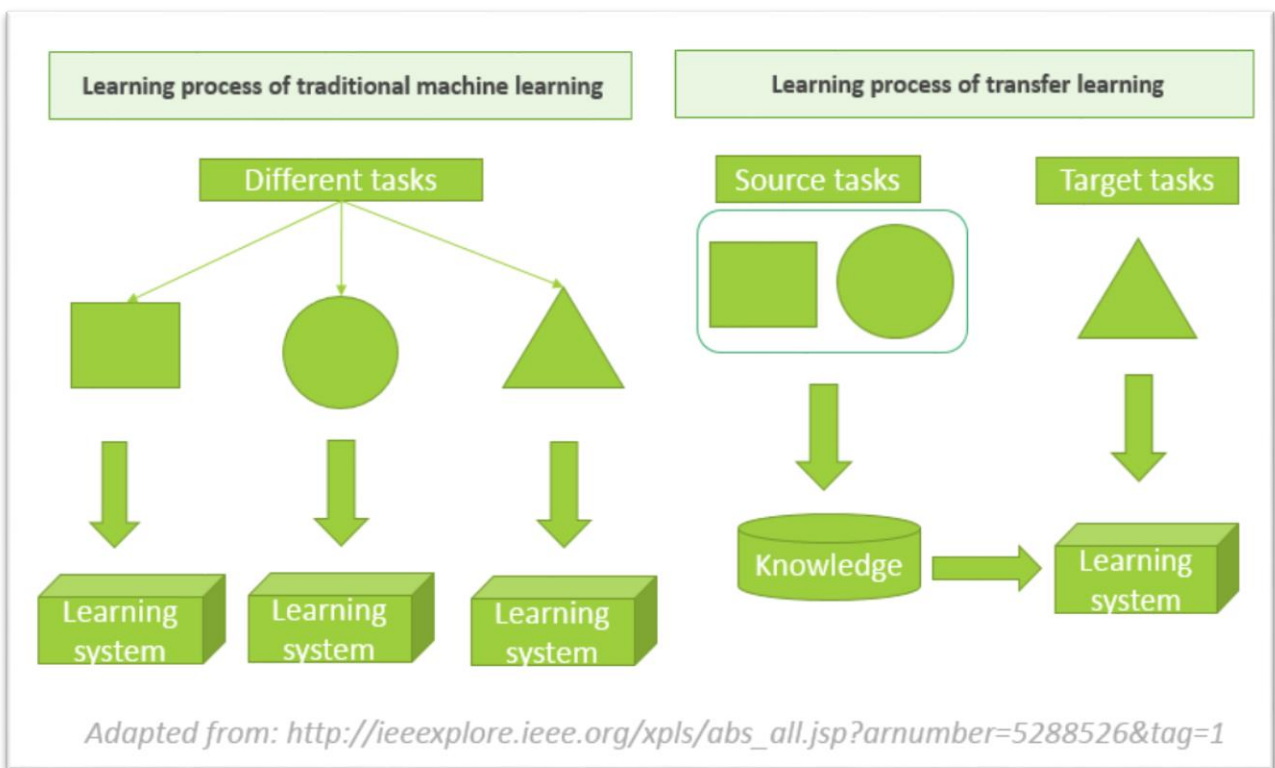 Learning process of traditional machine learning
Different tasks
Learning
system
Learning
system
Learning
system
Learning process of transfer learning
Source tasks
Target tasks
Knowledge
Learning
system
Adapted from: http://ieeexplore.ieee.org/xpls/abs_all.jsp?arnumber=5288526&tag=1